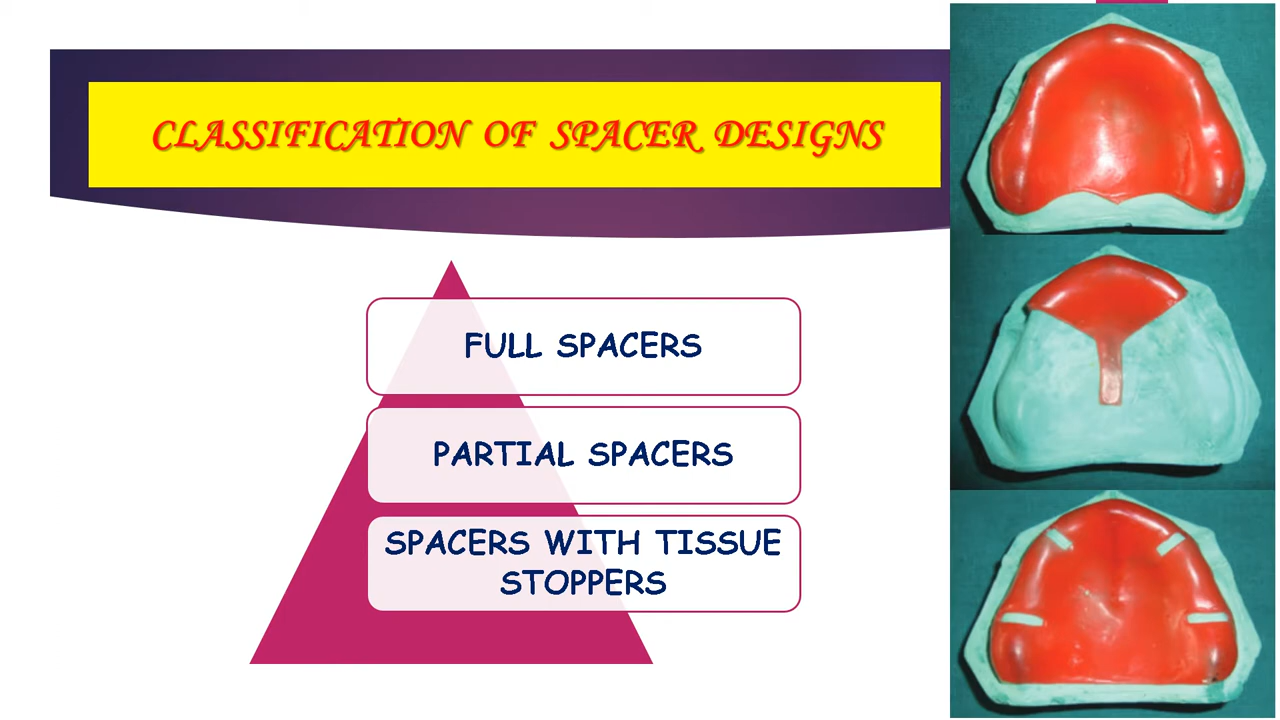 CLASSIFICATION OF SPACER DESIGNS
FULL SPACERS
PARTIAL SPACERS
SPACERS WITH TISSUE
STOPPERS